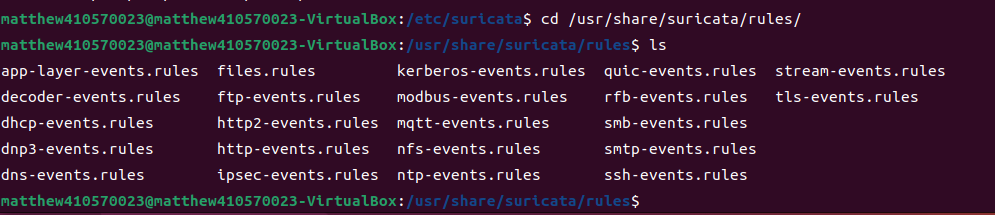 matthew410570023@matthew410570023-VirtualBox:/etc/suricata$ cd /usr/share/suricata/rules/
matthew410570023@matthew410570023-VirtualBox:/usr/share/suricata/rules$ ls
app-layer-events.rules  files.rules         kerberos-events.rules  quic-events.rules  stream-events.rules
decoder-events.rules    ftp-events.rules    modbus-events.rules    rfb-events.rules   tls-events.rules
dhcp-events.rules       http2-events.rules  mqtt-events.rules      smb-events.rules
dnp3-events.rules       http-events.rules   nfs-events.rules       smtp-events.rules
dns-events.rules        ipsec-events.rules  ntp-events.rules       ssh-events.rules
matthew410570023@matthew410570023-VirtualBox:/usr/share/suricata/rules$